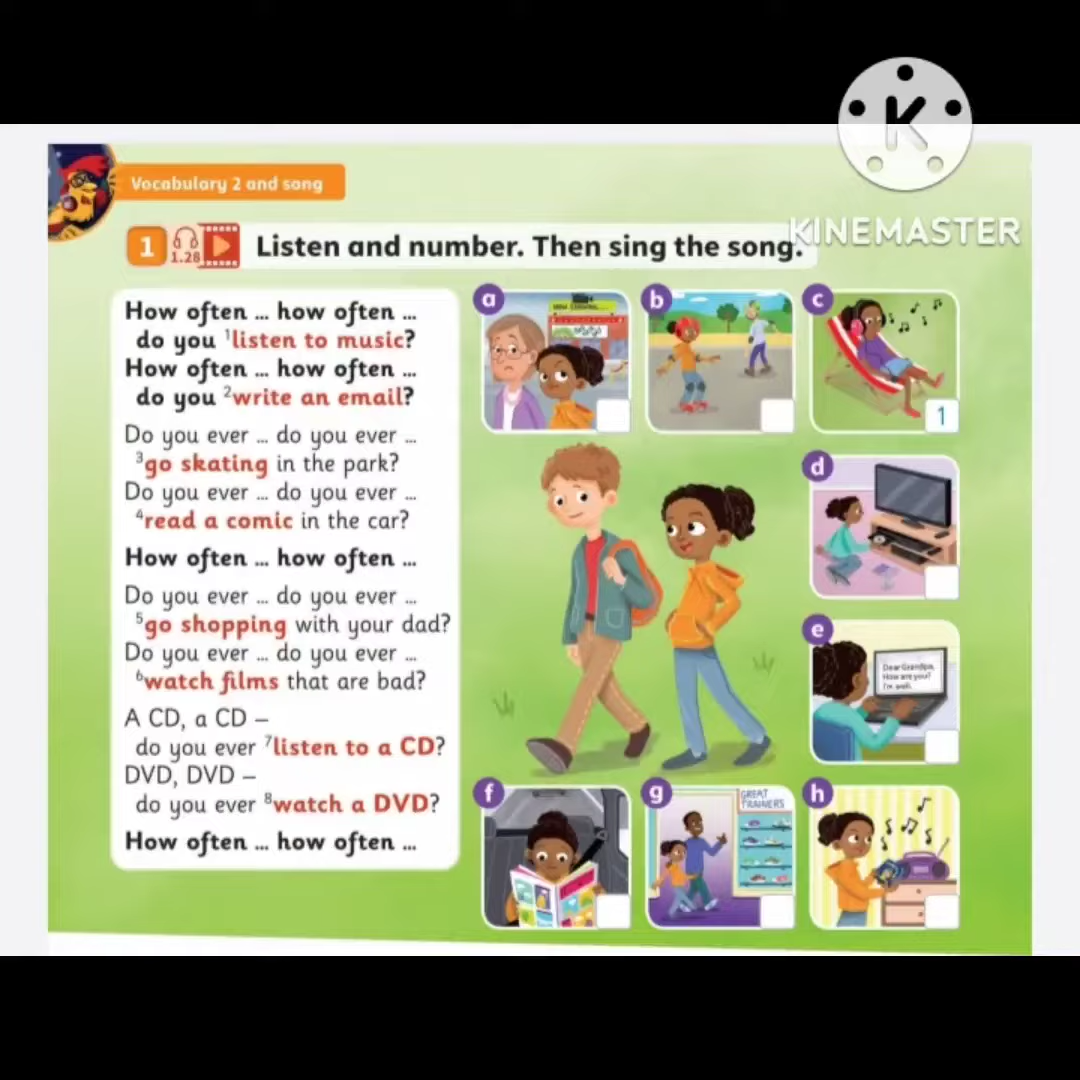 KINEMASTER
Vocabulary 2 and song
1 1.28 Listen and number. Then sing the song.
How often ... how often ...
do you ¹listen to music?
How often ... how often ...
do you ²write an email?
Do you ever ... do you ever ...
³go skating in the park?
Do you ever ... do you ever ...
⁴read a comic in the car?
How often ... how often ...
Do you ever ... do you ever ...
⁵go shopping with your dad?
Do you ever ... do you ever ...
⁶watch films that are bad?
A CD, a CD –
do you ever ⁷listen to a CD?
DVD, DVD –
do you ever ⁸watch a DVD?
How often ... how often ...
a
b
c
1
d
e
Dear Grandpa,
How are you?
I'm well.
f
g
GREAT
TRAINERS
h